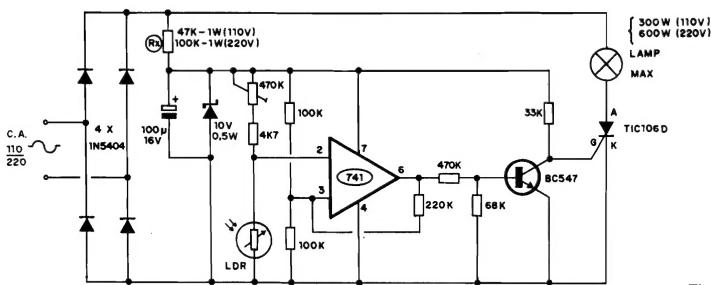 47K-1W(110V)
Rx
100K-1W(220V)
300W (110V)
600W (220V)
LAMP
MAX
C.A.
110
220
4 X
1N5404
+
100µ
16V
10V
0,5W
470K
4K7
100K
LDR
100K
2
3
741
7
4
6
470K
220K
68K
33K
BC547
A
G
K
TIC106D